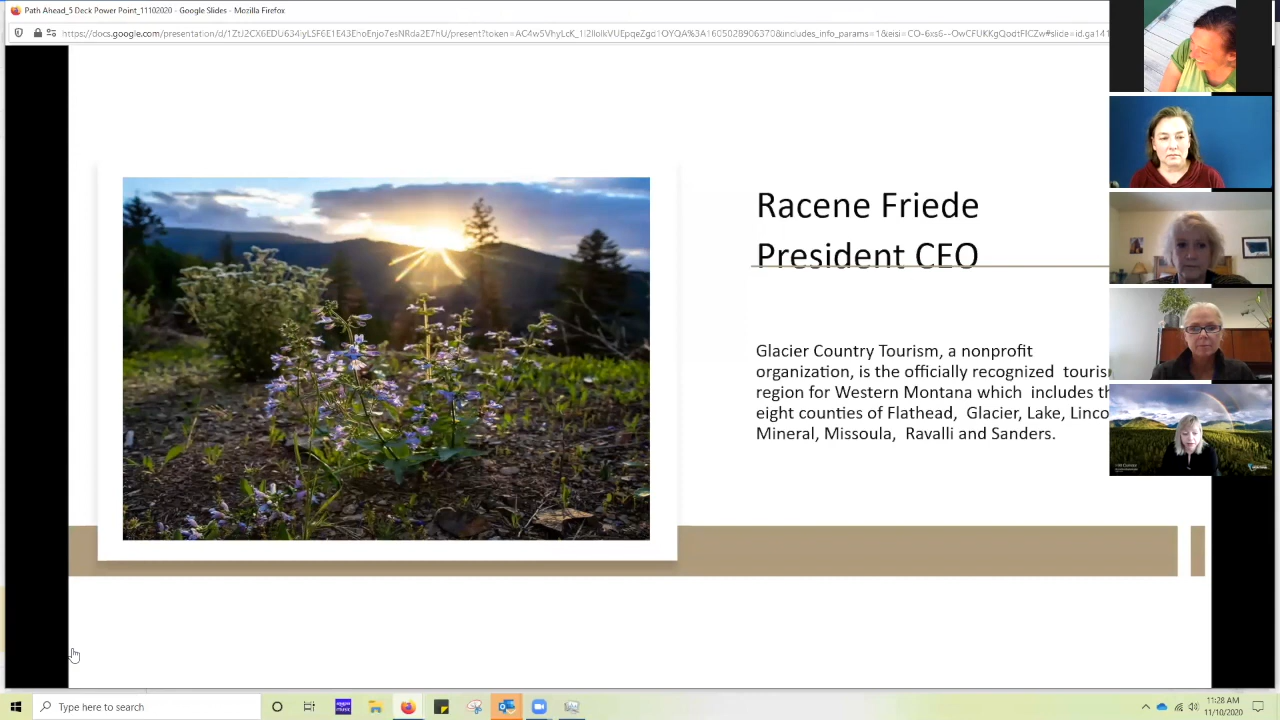 Path Ahead_5 Deck Power Point_11102020 - Google Slides - Mozilla Firefox
Racene Friede
President CEO
Glacier Country Tourism, a nonprofit
organization, is the officially recognized touris
region for Western Montana which includes th
eight counties of Flathead, Glacier, Lake, Linco
Mineral, Missoula, Ravalli and Sanders.
Type here to search
11:28 AM
11/10/2020